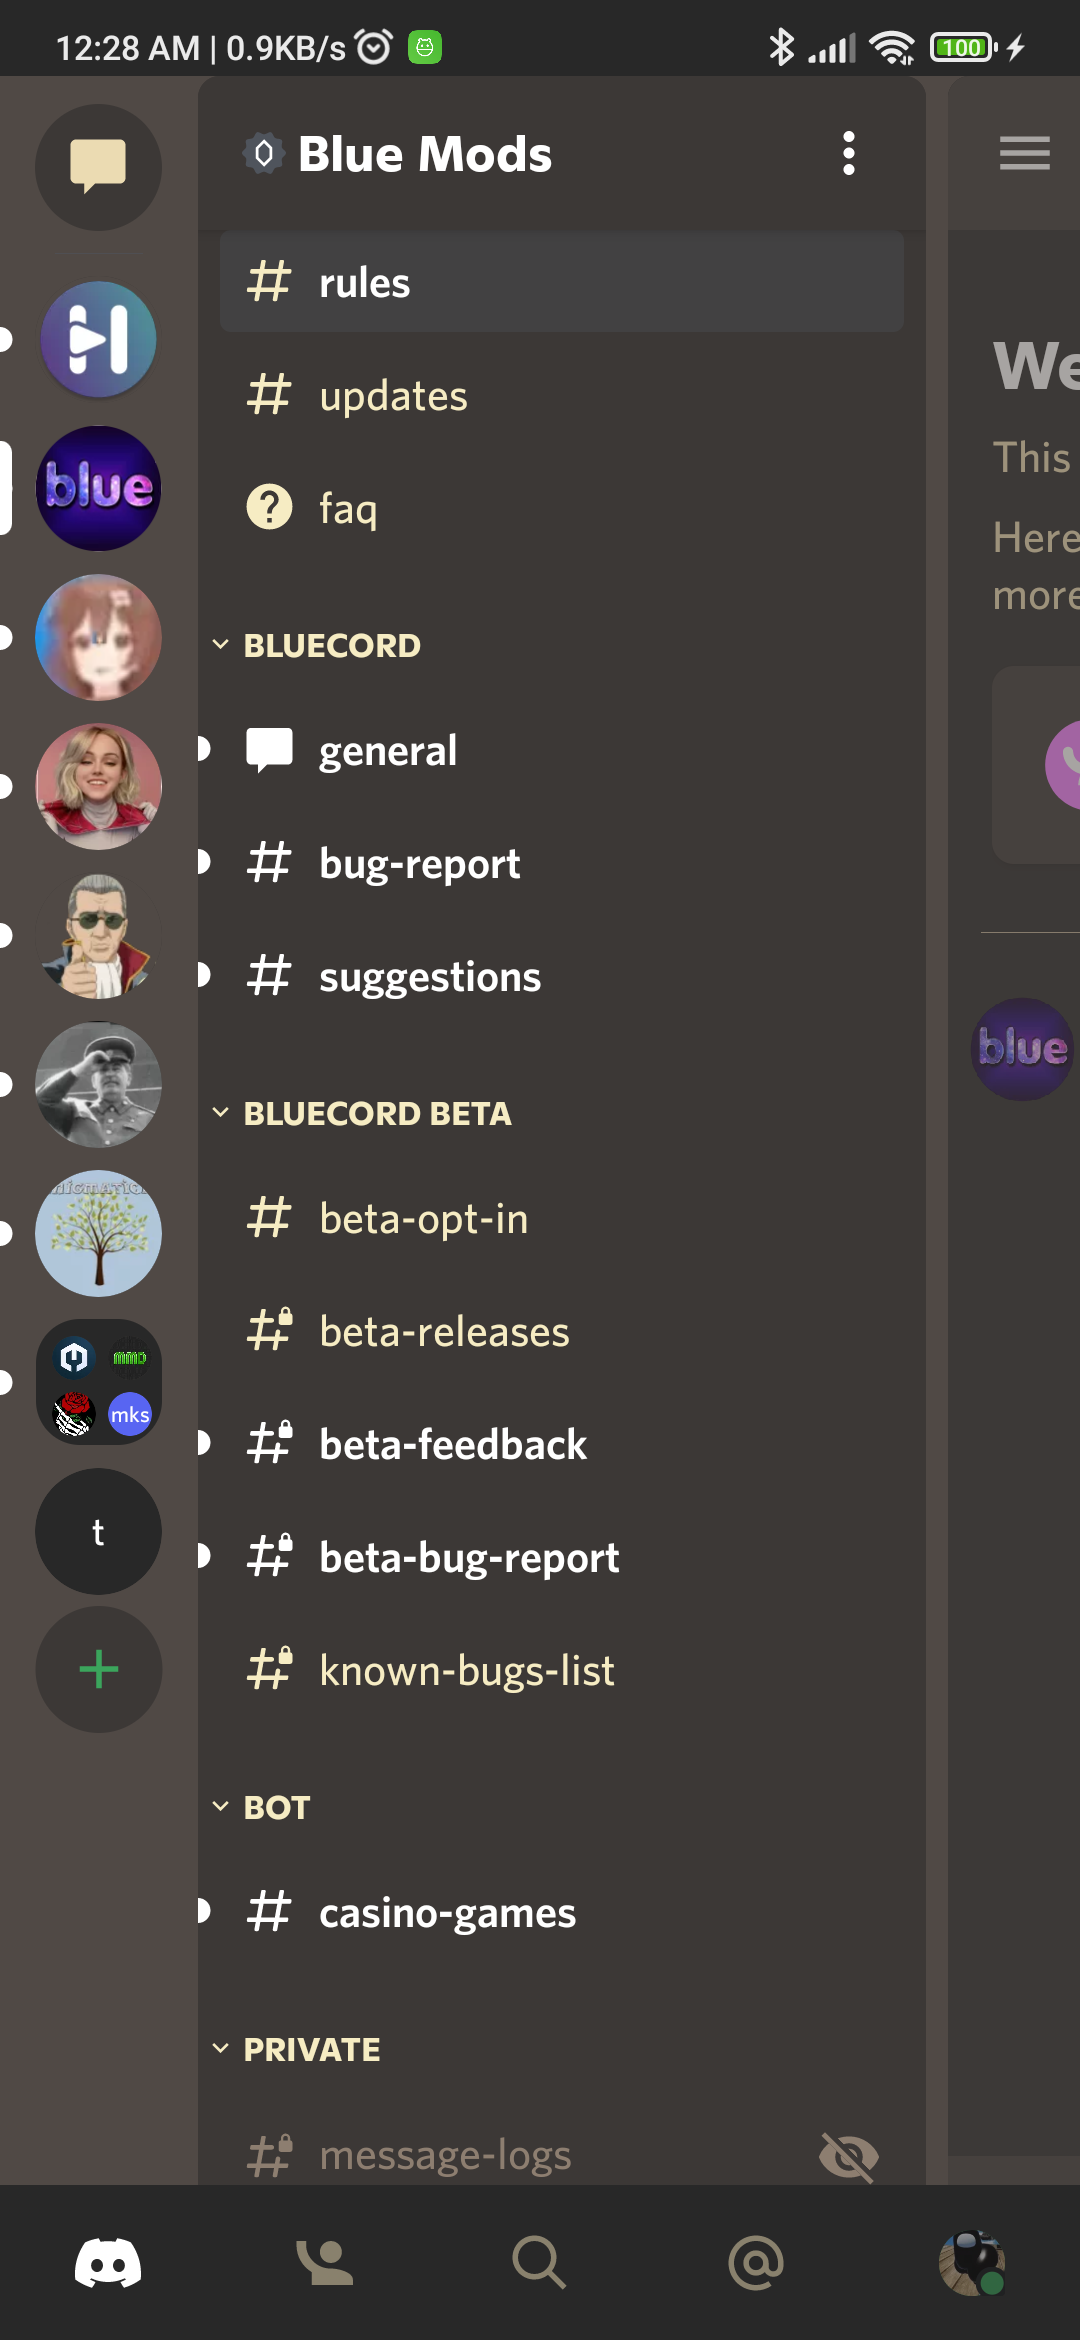 12:28 AM | 0.9KB/s
100
Blue Mods
rules
updates
faq
BLUECORD
general
bug-report
suggestions
BLUECORD BETA
beta-opt-in
beta-releases
beta-feedback
beta-bug-report
known-bugs-list
BOT
casino-games
PRIVATE
message-logs
blue
mmd
mks
t
We
This
Here
more
blue